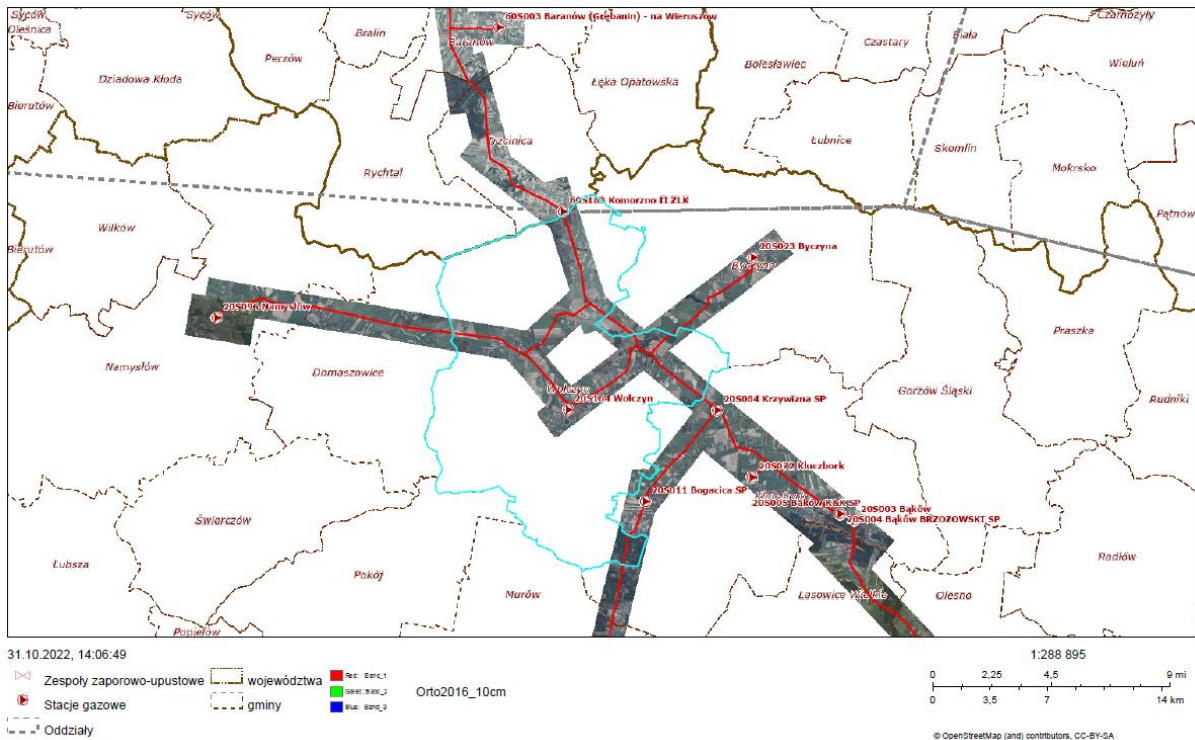 Syców
Syców
Oleśnica
Bralin
60S003 Baranów (Grębanin) - na Wieruszów
Baranów
Czarnożyły
Biała
Czastary
Perzów
Dziadowa Kłoda
Łęka Opatowska
Bolesławiec
Wieluń
Bierutów
Trzcinica
Łubnice
Skomlin
Rychtal
Mokrsko
60S183 Komorzno II ZLK
Pątnów
Wilków
Bierutów
20S023 Byczyna
Byczyna
20S096 Namysłów
Praszka
Namysłów
Domaszowice
Wołczyn
Gorzów Śląski
Rudniki
20S164 Wołczyn
20S084 Krzywizna SP
20S072 Kluczbork
20S011 Bogacica SP
20S005 Bąków K&K SP
20S003 Bąków
20S004 Bąków BRZOZOWSKI SP
Świerczów
Łubsza
Pokój
Radłów
Murów
Lasowice Wielkie
Olesno
Popielów
31.10.2022, 14:06:49
1:288 895
Zespoły zaporowo-upustowe
województwa
Red: Band_1
Green: Band_2
Blue: Band_3
Orto2016_10cm
Stacje gazowe
gminy
Oddziały
0 2,25 4,5 9 mi
0 3,5 7 14 km
© OpenStreetMap (and) contributors, CC-BY-SA